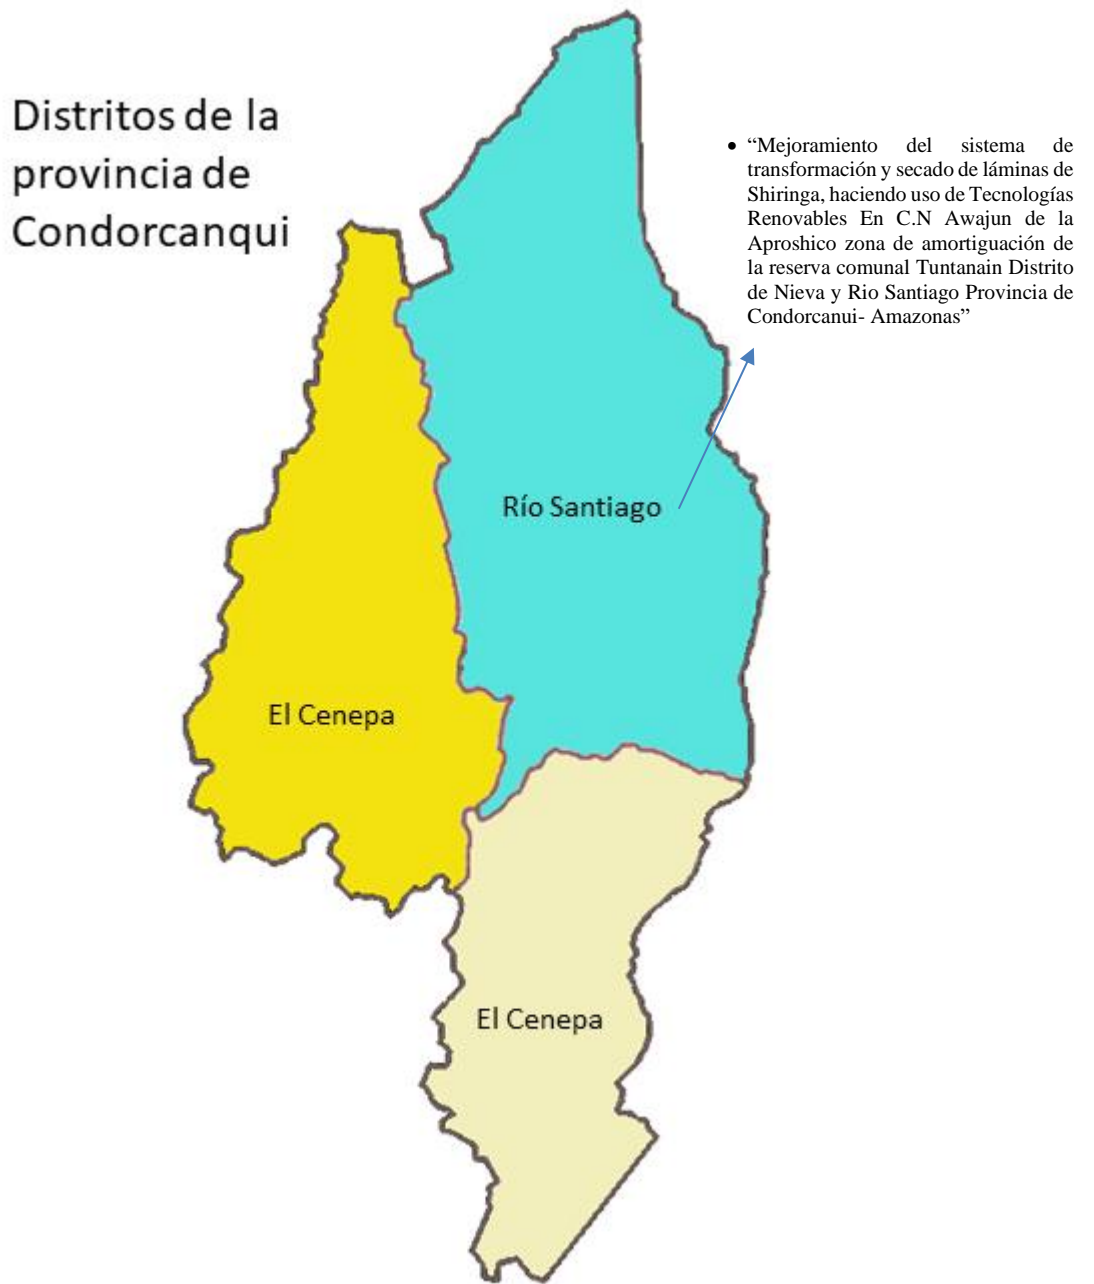 Distritos de la
provincia de
Condorcanqui
• “Mejoramiento del sistema de
transformación y secado de láminas de
Shiringa, haciendo uso de Tecnologías
Renovables En C.N Awajun de la
Aproshico zona de amortiguación de
la reserva comunal Tuntanain Distrito
de Nieva y Rio Santiago Provincia de
Condorcanui- Amazonas”
Río Santiago
El Cenepa
El Cenepa